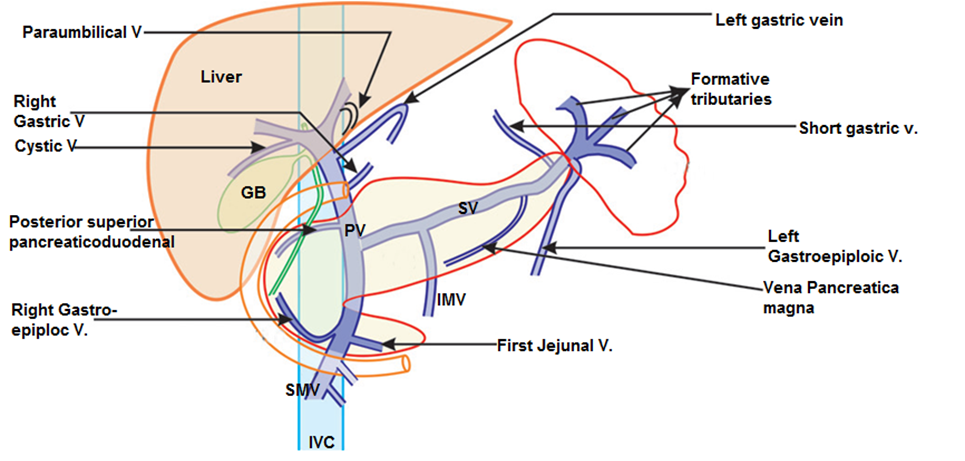 Paraumbilical V
Left gastric vein
Liver
Formative
tributaries
Right
Gastric V
Short gastric v.
Cystic V
GB
SV
Posterior superior
pancreaticoduodenal
PV
Left
Gastroepiploic V.
Vena Pancreatica
magna
IMV
Right Gastro-
epiploc V.
First Jejunal V.
SMV
IVC